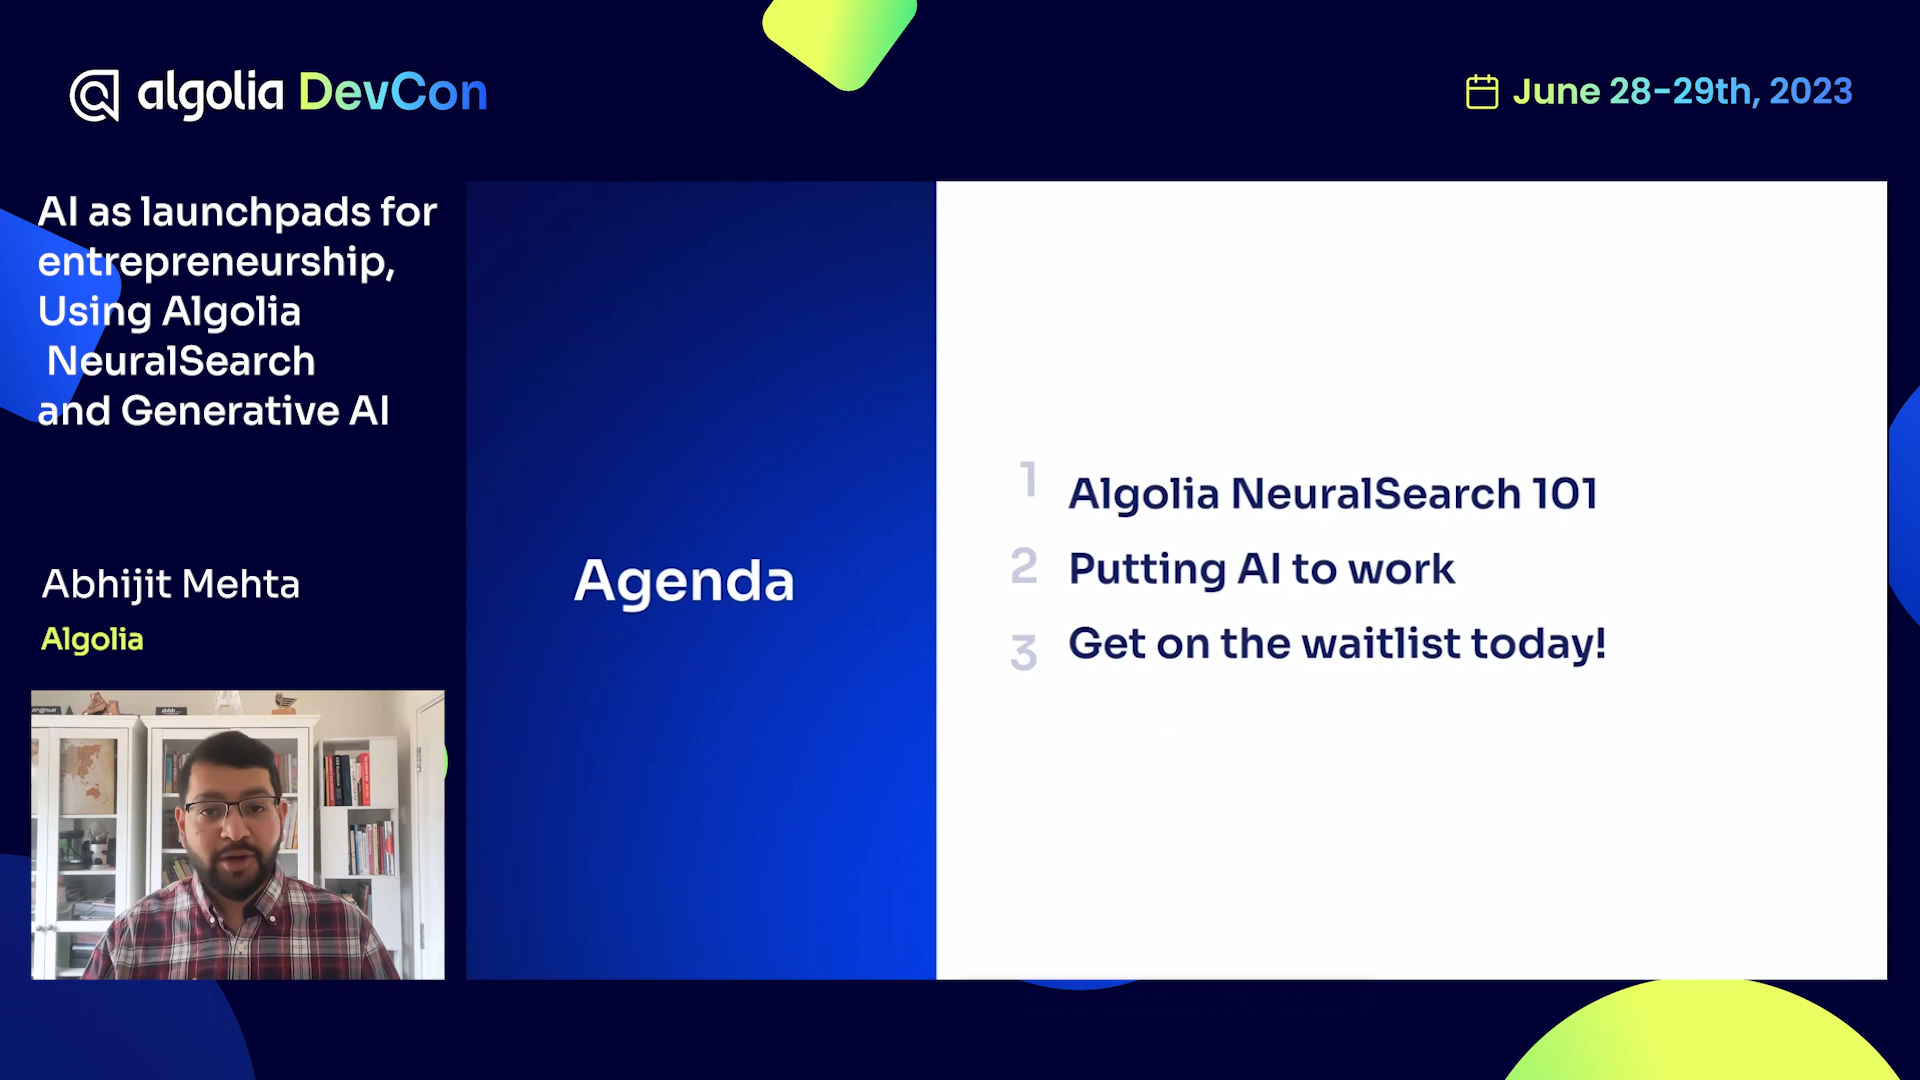 algolia DevCon
June 28-29th, 2023
AI as launchpads for
entrepreneurship,
Using Algolia
NeuralSearch
and Generative AI
Abhijit Mehta
Algolia
Agenda
1 Algolia NeuralSearch 101
2 Putting AI to work
3 Get on the waitlist today!